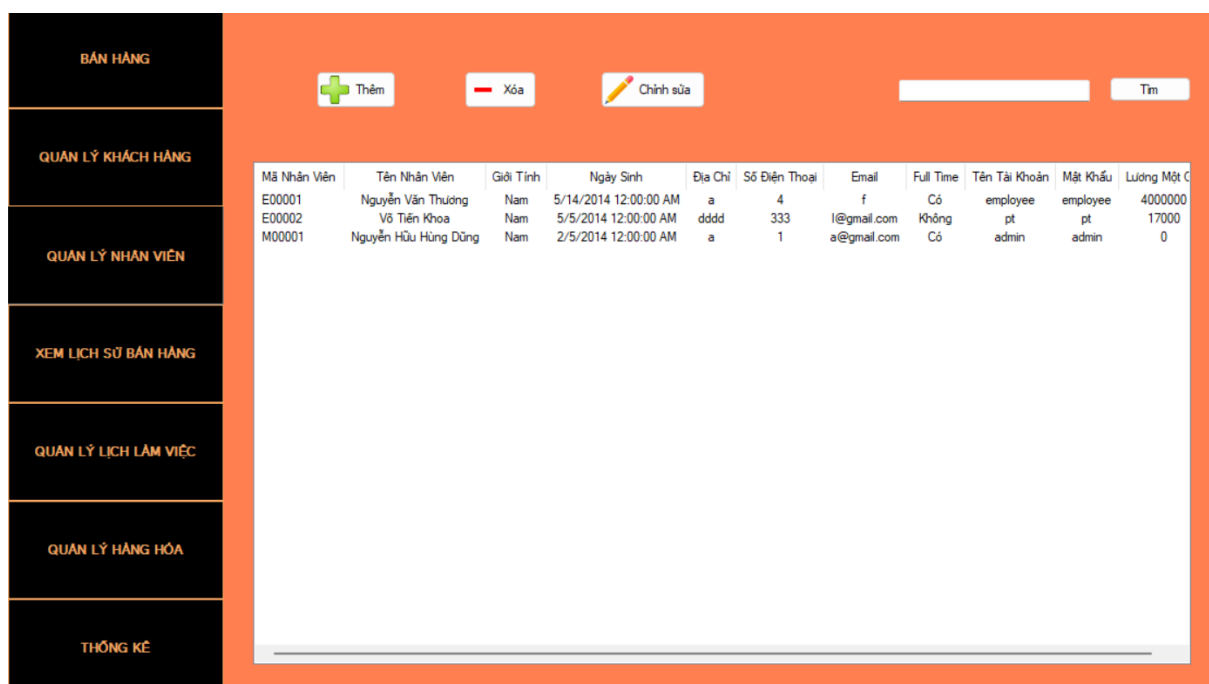 BÁN HÀNG
QUẢN LÝ KHÁCH HÀNG
QUẢN LÝ NHÂN VIÊN
XEM LỊCH SỬ BÁN HÀNG
QUẢN LÝ LỊCH LÀM VIỆC
QUẢN LÝ HÀNG HÓA
THỐNG KÊ
Thêm Xóa Chỉnh sửa Tìm
Mã Nhân Viên Tên Nhân Viên Giới Tính Ngày Sinh Địa Chỉ Số Điện Thoại Email Full Time Tên Tài Khoản Mật Khẩu Lương Một C
E00001 Nguyễn Văn Thương Nam 5/14/2014 12:00:00 AM a 4 f Có employee employee 4000000
E00002 Võ Tiến Khoa Nam 5/5/2014 12:00:00 AM dddd 333 l@gmail.com Không pt pt 17000
M00001 Nguyễn Hữu Hùng Dũng Nam 2/5/2014 12:00:00 AM a 1 a@gmail.com Có admin admin 0